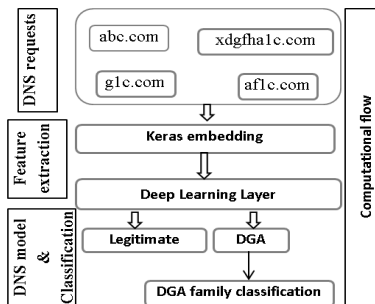 DNS requests
abc.com
xdgfha1c.com
g1c.com
af1c.com
Feature
extraction
Keras embedding
Deep Learning Layer
DNS model
&
Classification
Legitimate
DGA
DGA family classification
Computational flow